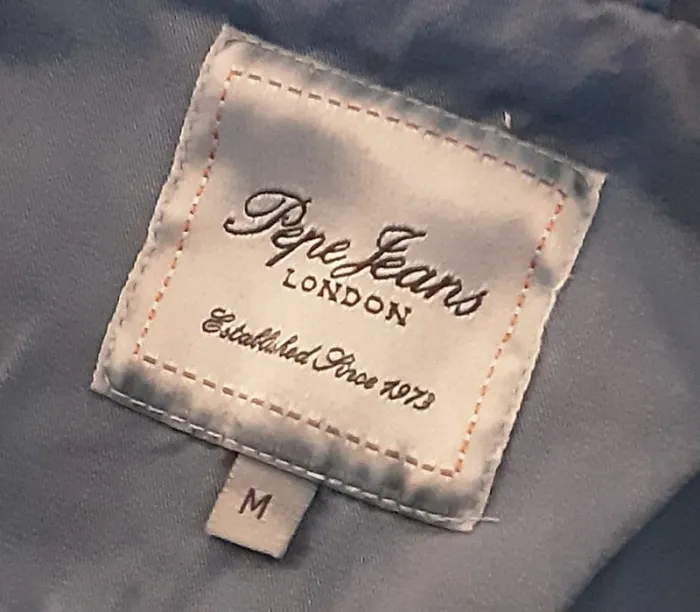 Pepe Jeans
LONDON
Established Since 1973
M